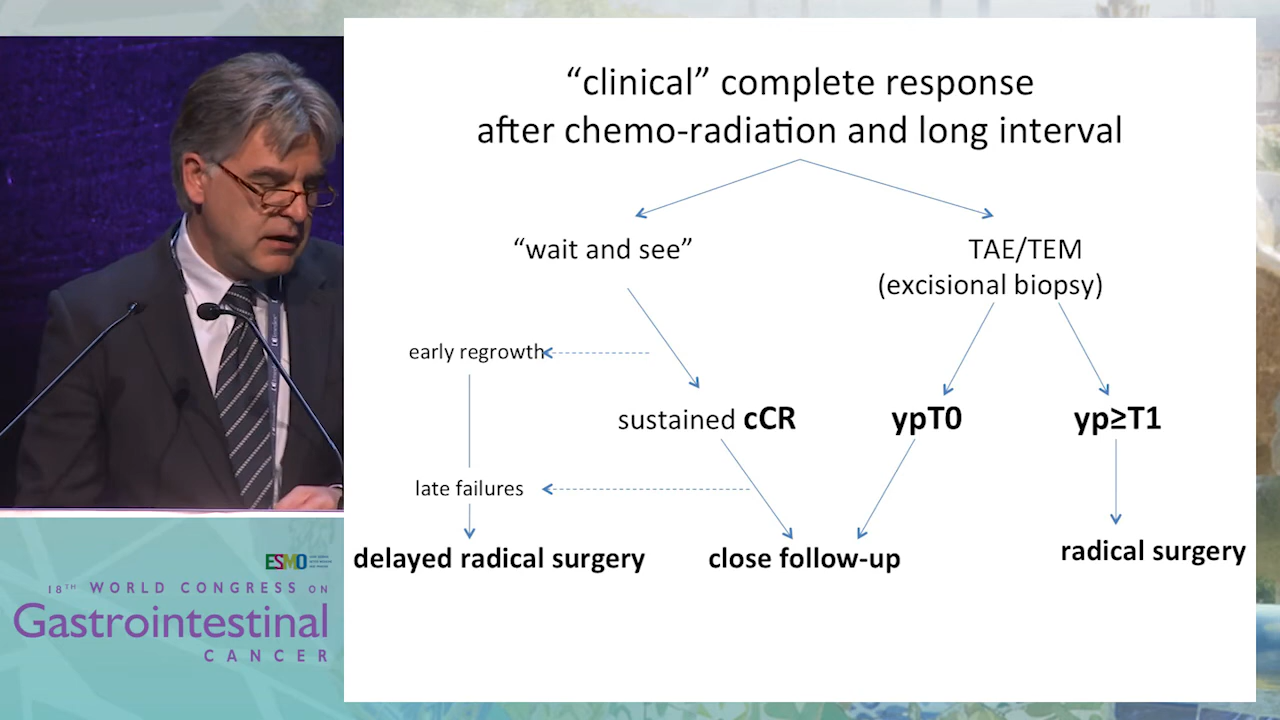 “clinical” complete response
after chemo-radiation and long interval
“wait and see”
TAE/TEM
(excisional biopsy)
early regrowth
sustained cCR
ypT0
yp≥T1
late failures
delayed radical surgery
close follow-up
radical surgery
ESMO
18TH WORLD CONGRESS ON
Gastrointestinal
CANCER